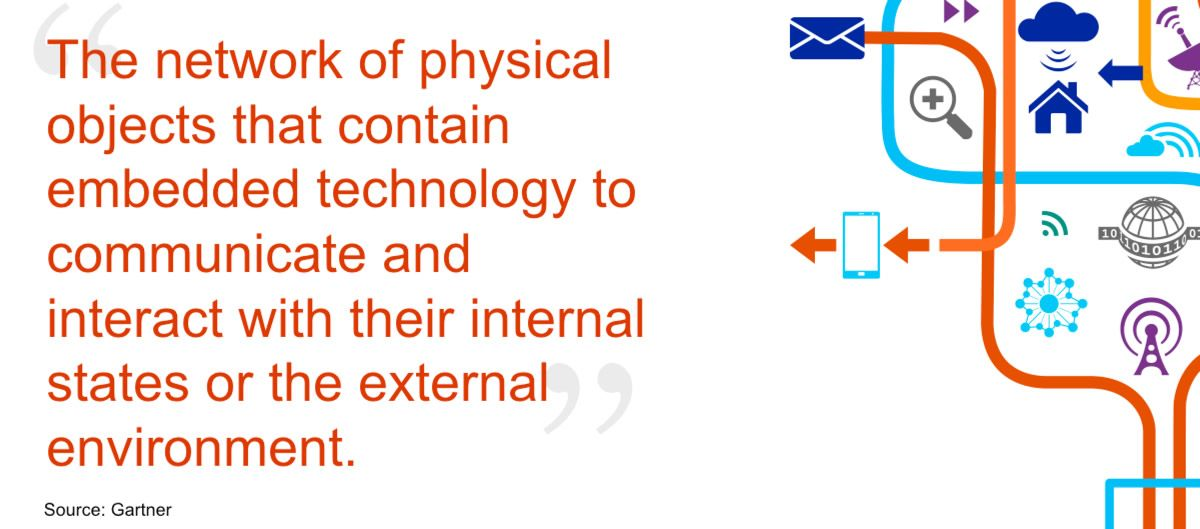 “The network of physical
objects that contain
embedded technology to
communicate and
interact with their internal
states or the external”
environment.
Source: Gartner